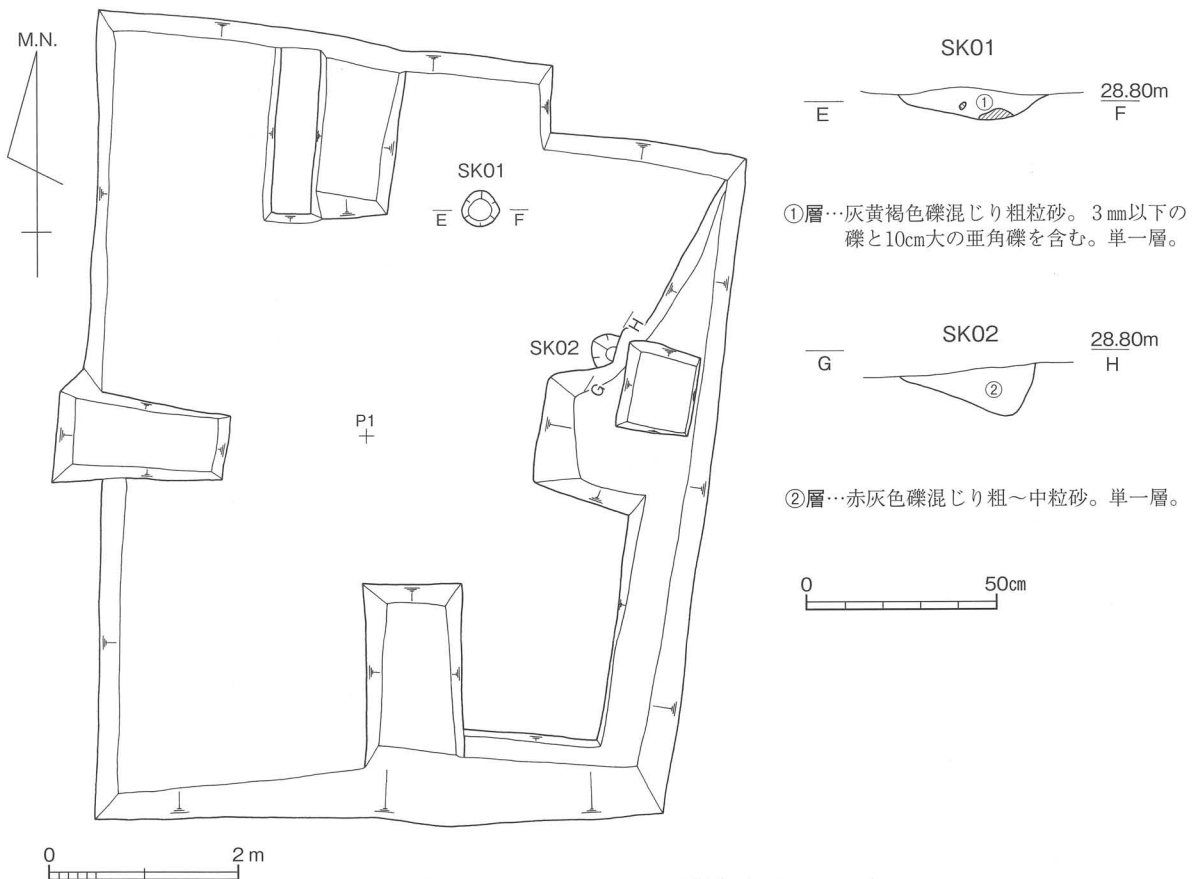 M.N.
SK01
E F
SK02
H
G
P1
0 2m
SK01
28.80m
E F
①
①層…灰黄褐色礫混じり粗粒砂。3㎜以下の
礫と10cm大の亜角礫を含む。単一層。
SK02
28.80m
G H
②
②層…赤灰色礫混じり粗～中粒砂。単一層。
0 50㎝